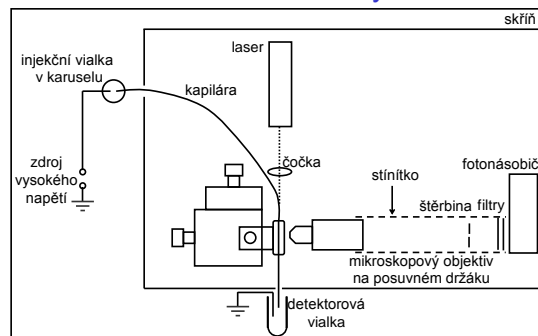 skříň
laser
injekční vialka
v karuselu
kapilára
čočka
fotonásobič
zdroj
vysokého
napětí
stínítko
štěrbina filtry
mikroskopový objektiv
na posuvném držáku
detektorová
vialka